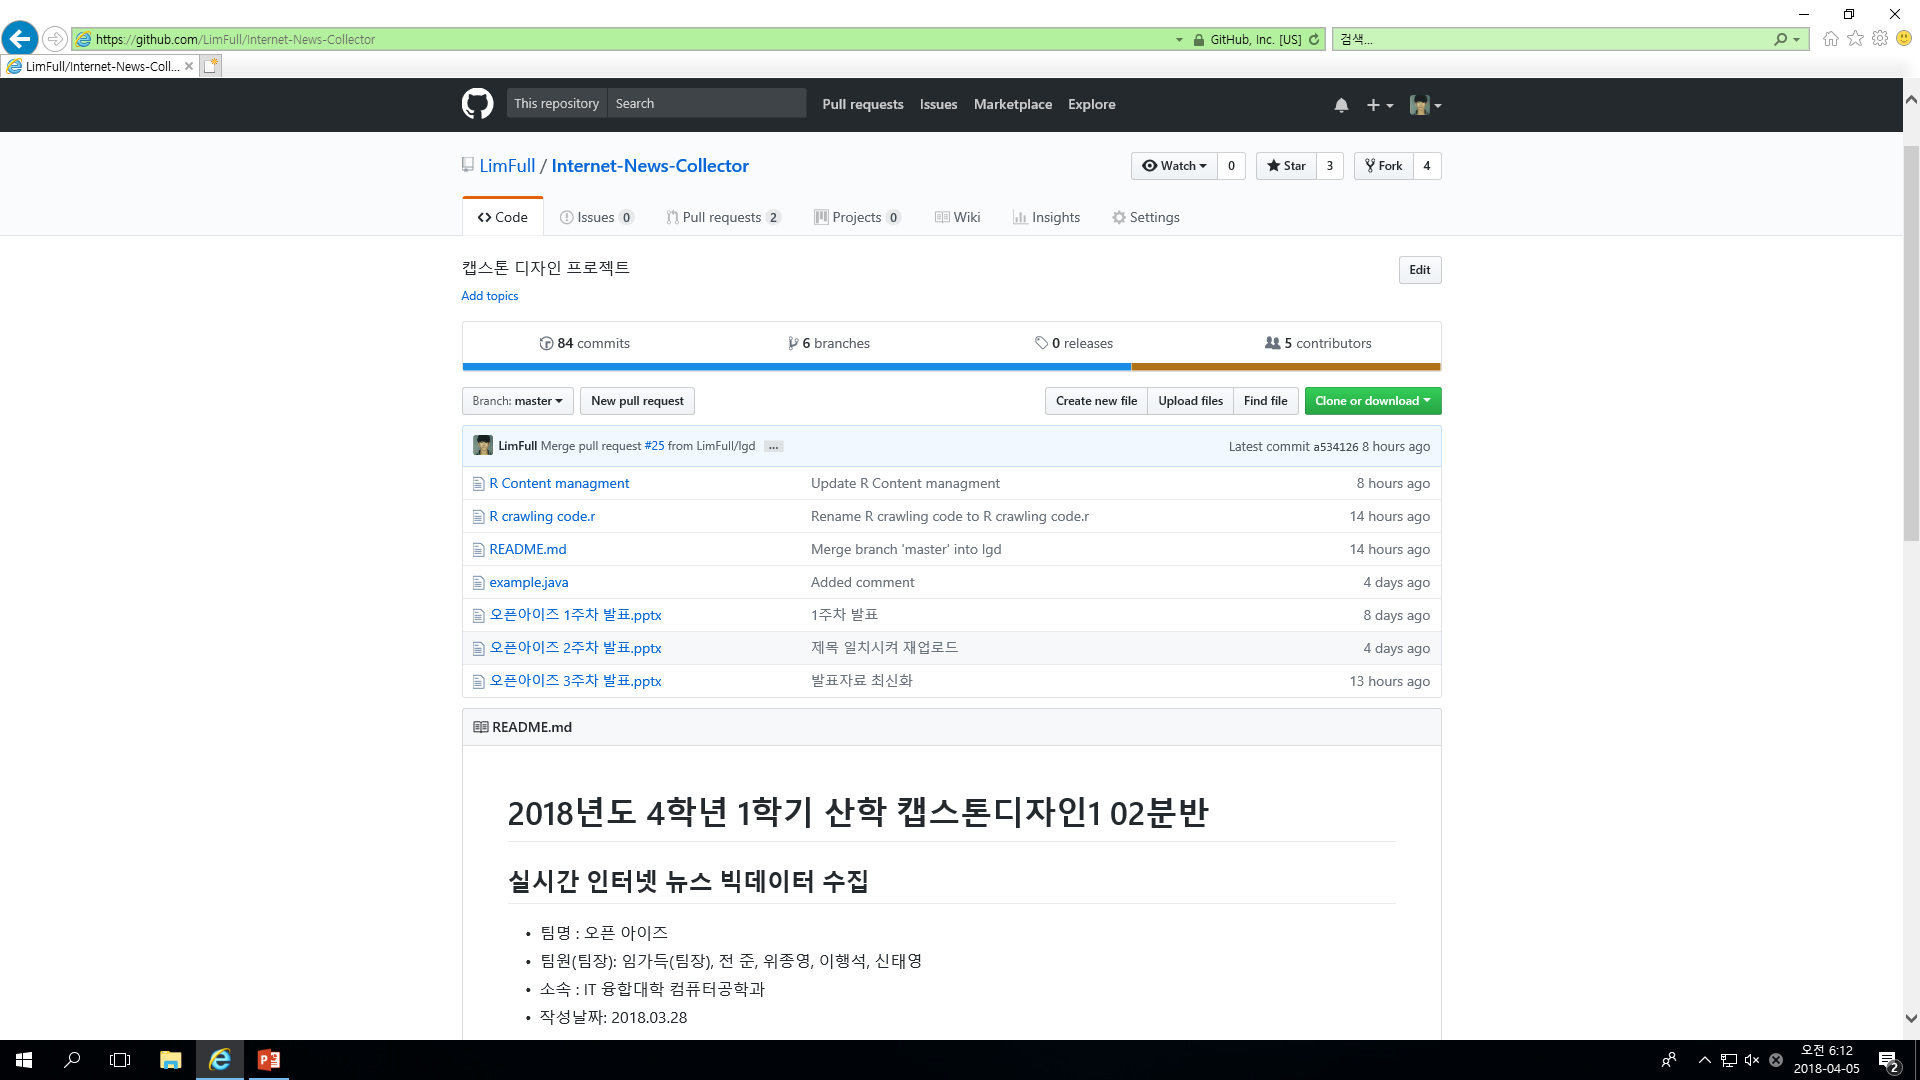 https://github.com/LimFull/Internet-News-Collector
GitHub, Inc. [US]
검색...
LimFull/Internet-News-Coll...
This repository
Search
Pull requests
Issues
Marketplace
Explore
LimFull / Internet-News-Collector
Watch 0
Star 3
Fork 4
Code
Issues 0
Pull requests 2
Projects 0
Wiki
Insights
Settings
캡스톤 디자인 프로젝트
Edit
Add topics
84 commits
6 branches
0 releases
5 contributors
Branch: master
New pull request
Create new file
Upload files
Find file
Clone or download
LimFull Merge pull request #25 from LimFull/lgd ...
Latest commit a534126 8 hours ago
R Content managment Update R Content managment 8 hours ago
R crawling code.r Rename R crawling code to R crawling code.r 14 hours ago
README.md Merge branch 'master' into lgd 14 hours ago
example.java Added comment 4 days ago
오픈아이즈 1주차 발표.pptx 1주차 발표 8 days ago
오픈아이즈 2주차 발표.pptx 제목 일치시켜 재업로드 4 days ago
오픈아이즈 3주차 발표.pptx 발표자료 최신화 13 hours ago
README.md
2018년도 4학년 1학기 산학 캡스톤디자인1 02분반
실시간 인터넷 뉴스 빅데이터 수집
• 팀명 : 오픈 아이즈
• 팀원(팀장): 임가득(팀장), 전 준, 위종영, 이행석, 신태영
• 소속 : IT 융합대학 컴퓨터공학과
• 작성날짜: 2018.03.28
오전 6:12
2018-04-05
2